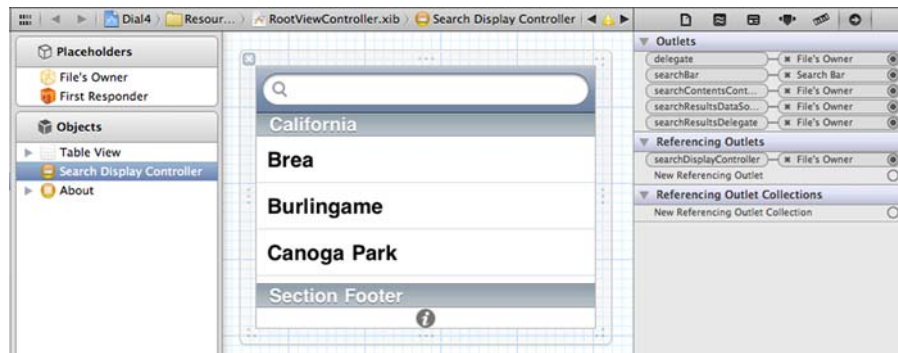 Dial4 Resour... RootViewController.xib Search Display Controller
Placeholders
File's Owner
First Responder
Objects
Table View
Search Display Controller
About
California
Brea
Burlingame
Canoga Park
Section Footer
i
Outlets
delegate File's Owner
searchBar Search Bar
searchContentsCont... File's Owner
searchResultsDataSo... File's Owner
searchResultsDelegate File's Owner
Referencing Outlets
searchDisplayController File's Owner
New Referencing Outlet
Referencing Outlet Collections
New Referencing Outlet Collection